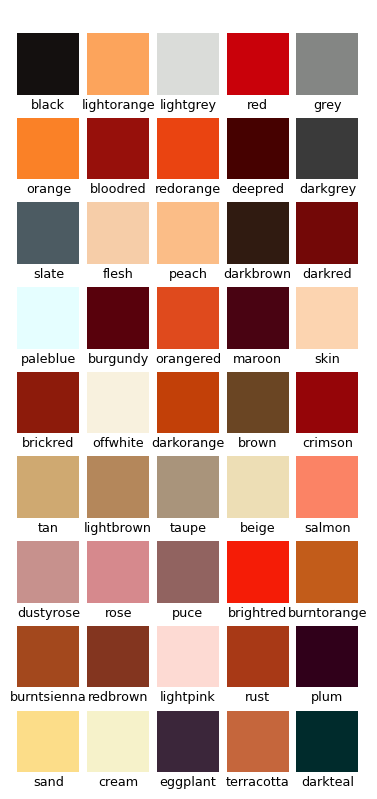 black lightorange lightgrey red grey
orange bloodred redorange deepred darkgrey
slate flesh peach darkbrown darkred
paleblue burgundy orangered maroon skin
brickred offwhite darkorange brown crimson
tan lightbrown taupe beige salmon
dustyrose rose puce brightred burntorange
burntsienna redbrown lightpink rust plum
sand cream eggplant terracotta darkteal